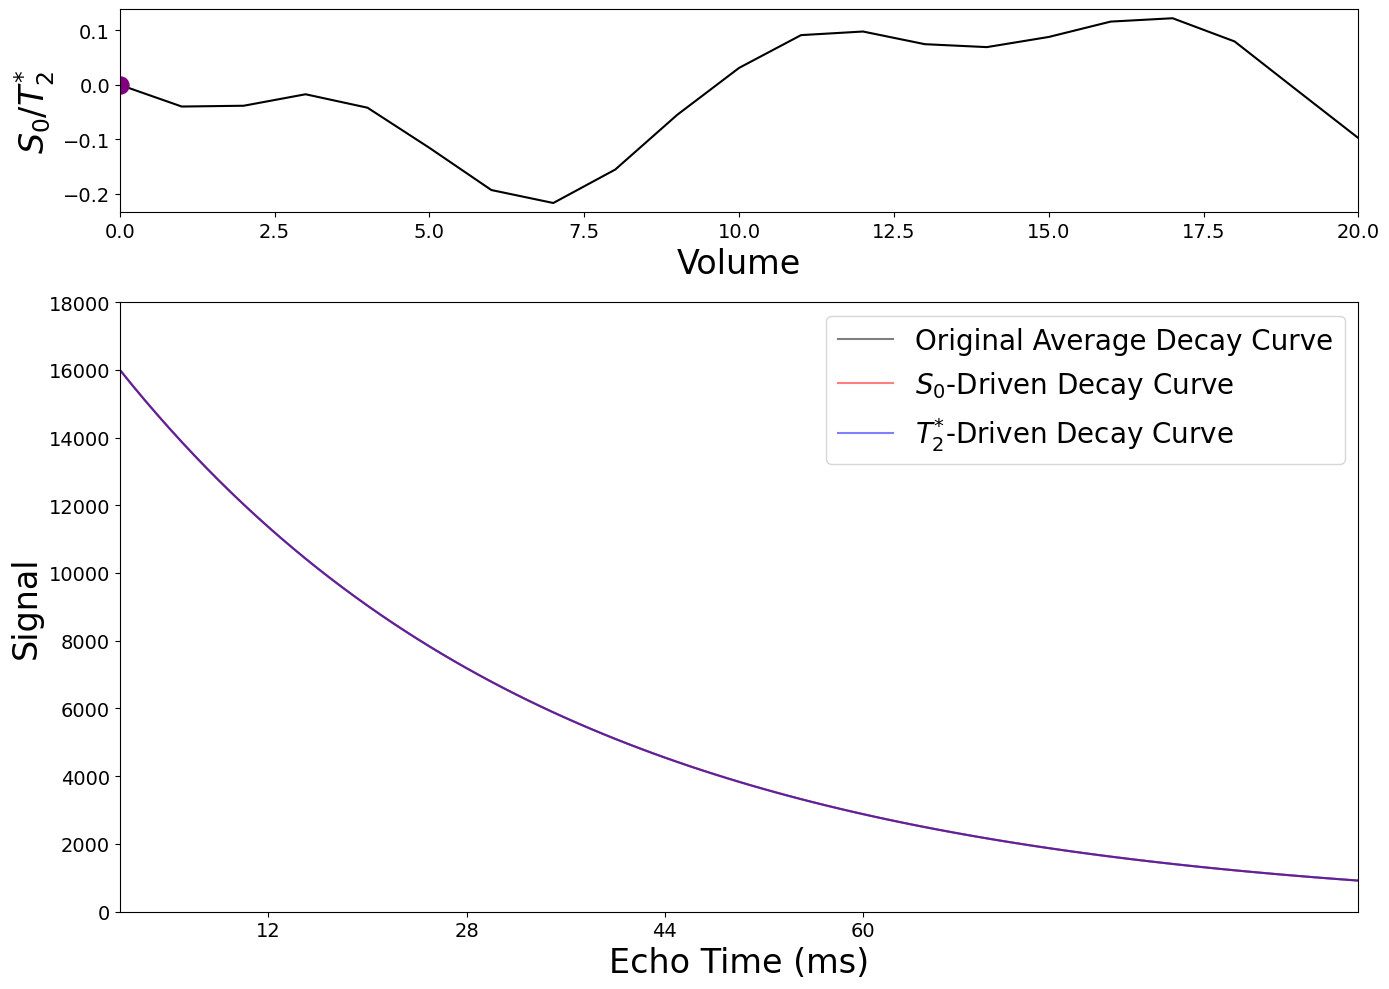 S₀/T₂*
0.1
0.0
−0.1
−0.2
0.0 2.5 5.0 7.5 10.0 12.5 15.0 17.5 20.0
Volume
Signal
18000
16000
14000
12000
10000
8000
6000
4000
2000
0
Original Average Decay Curve
S₀-Driven Decay Curve
T₂*-Driven Decay Curve
12 28 44 60
Echo Time (ms)